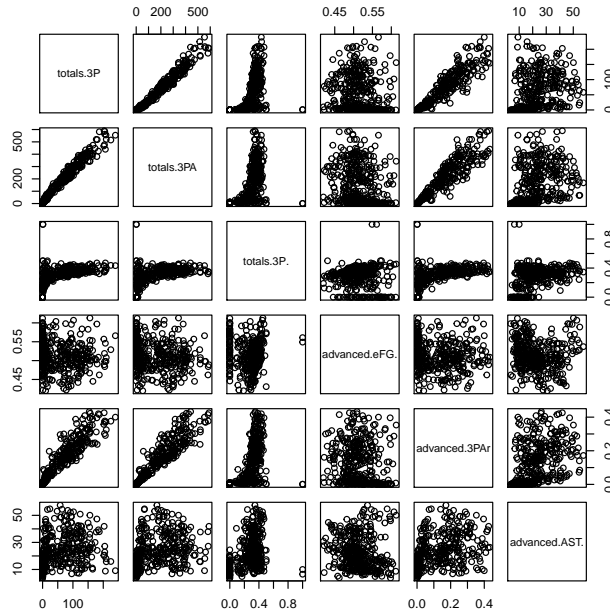 0 200 500
0.45 0.55
10 30 50
totals.3P
0 100
0 200 500
totals.3PA
totals.3P.
0.0 0.4 0.8
0.45 0.55
advanced.eFG.
advanced.3PAr
0.0 0.2 0.4
10 30 50
advanced.AST.
0 100
0.0 0.4 0.8
0.0 0.2 0.4